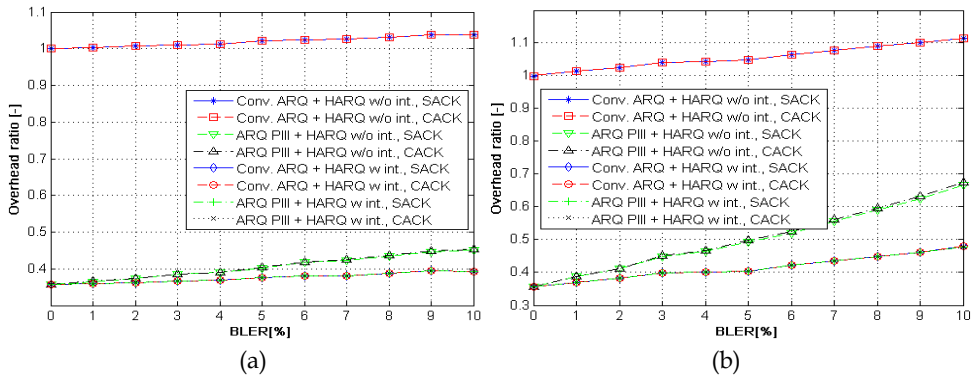 1.1
1
0.9
0.8
0.7
0.6
0.5
0.4
Overhead ratio [-]
Conv. ARQ + HARQ w/o int., SACK
Conv. ARQ + HARQ w/o int., CACK
ARQ PIII + HARQ w/o int., SACK
ARQ PIII + HARQ w/o int., CACK
Conv. ARQ + HARQ w int., SACK
Conv. ARQ + HARQ w int., CACK
ARQ PIII + HARQ w int., SACK
ARQ PIII + HARQ w int., CACK
0 1 2 3 4 5 6 7 8 9 10
BLER[%]
(a)
1.1
1
0.9
0.8
0.7
0.6
0.5
0.4
0.3
Overhead ratio [-]
Conv. ARQ + HARQ w/o int., SACK
Conv. ARQ + HARQ w/o int., CACK
ARQ PIII + HARQ w/o int., SACK
ARQ PIII + HARQ w/o int., CACK
Conv. ARQ + HARQ w int., SACK
Conv. ARQ + HARQ w int., CACK
ARQ PIII + HARQ w int., SACK
ARQ PIII + HARQ w int., CACK
0 1 2 3 4 5 6 7 8 9 10
BLER[%]
(b)